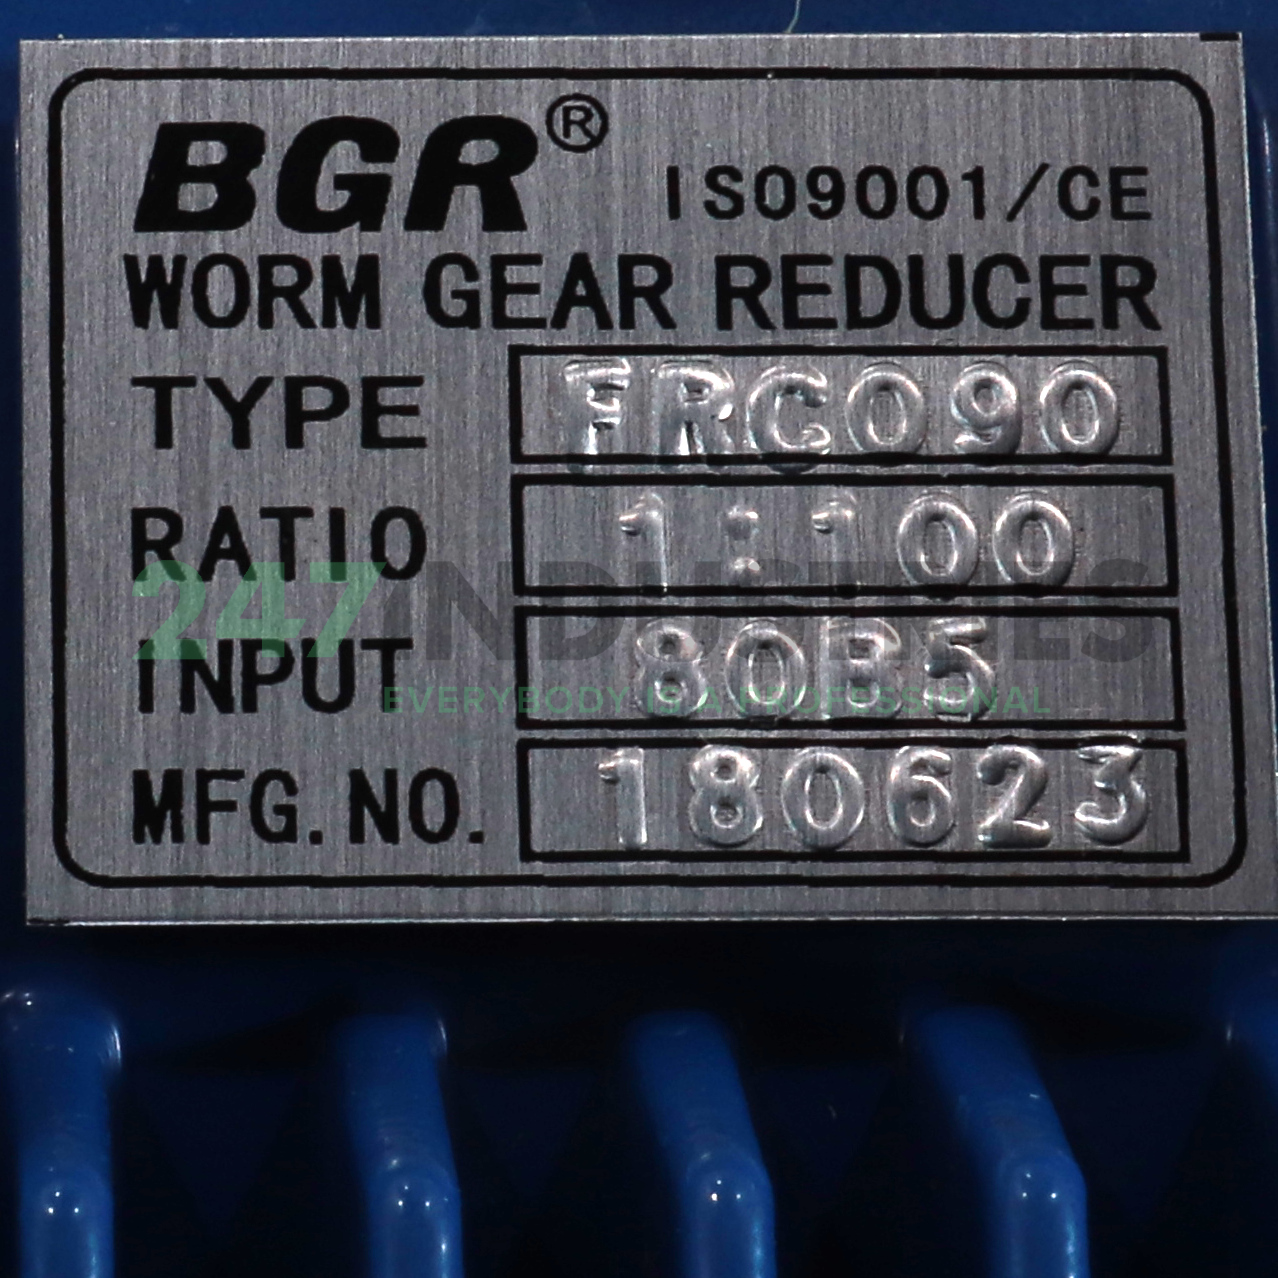 BGR® ISO9001/CE
WORM GEAR REDUCER
TYPE FRC090
RATIO 1:100
247 INDUSTRIES
INPUT 80B5
EVERYBODY IS A PROFESSIONAL
MFG.NO. 180623